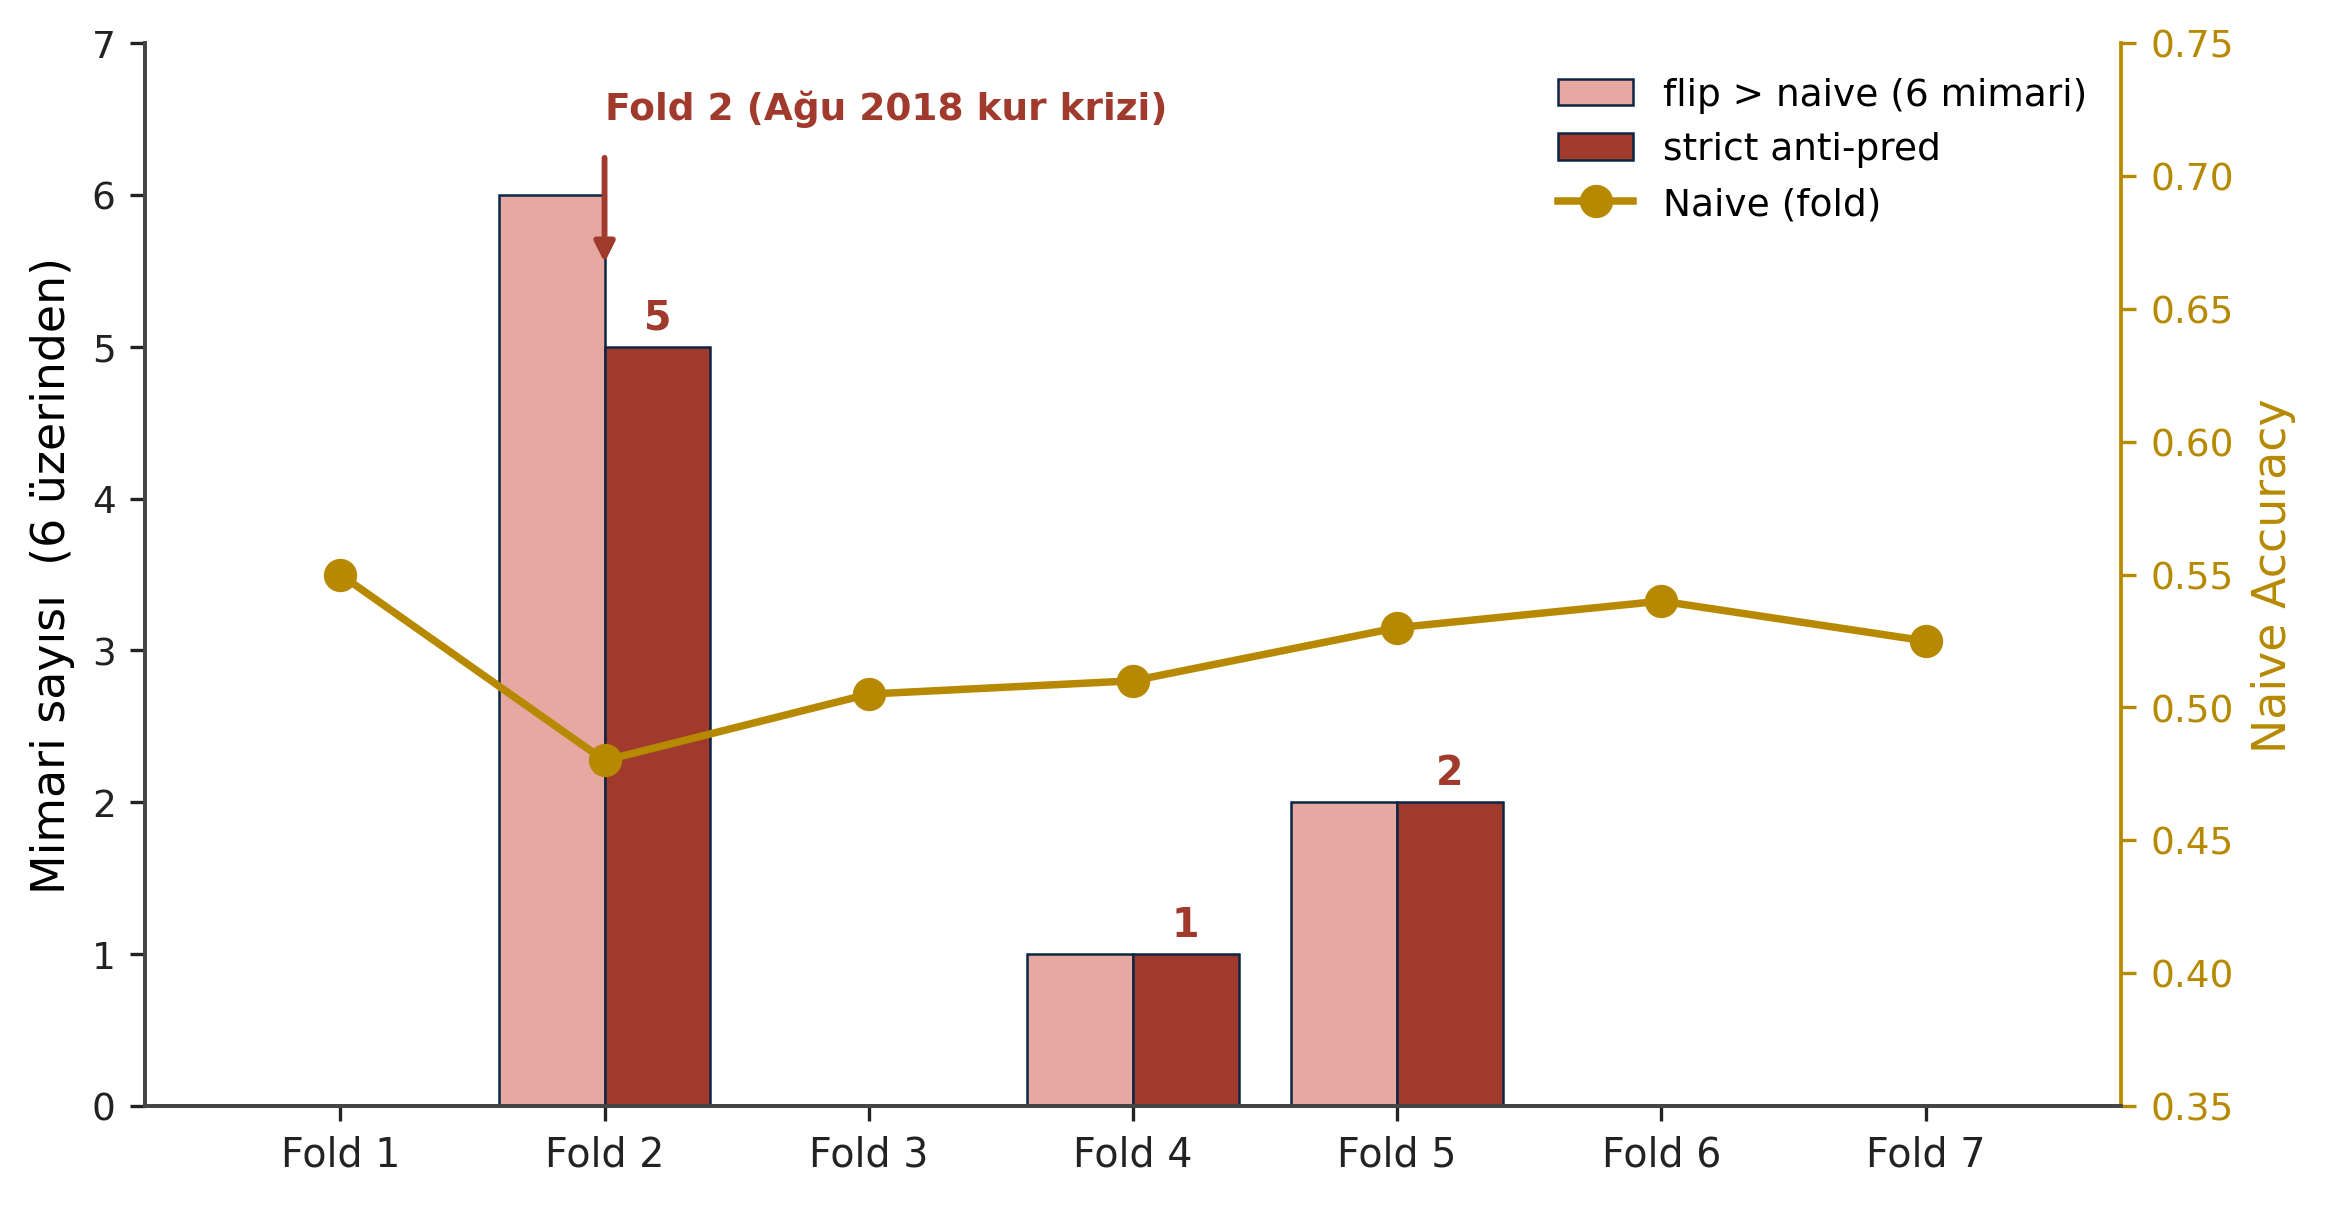 Fold 2 (Ağu 2018 kur krizi)
flip > naive (6 mimari)
strict anti-pred
Naive (fold)
Mimari sayısı  (6 üzerinden)
7
6
5
4
3
2
1
0
5
1
2
0.75
0.70
0.65
0.60
0.55
0.50
0.45
0.40
0.35
Naive Accuracy
Fold 1 Fold 2 Fold 3 Fold 4 Fold 5 Fold 6 Fold 7